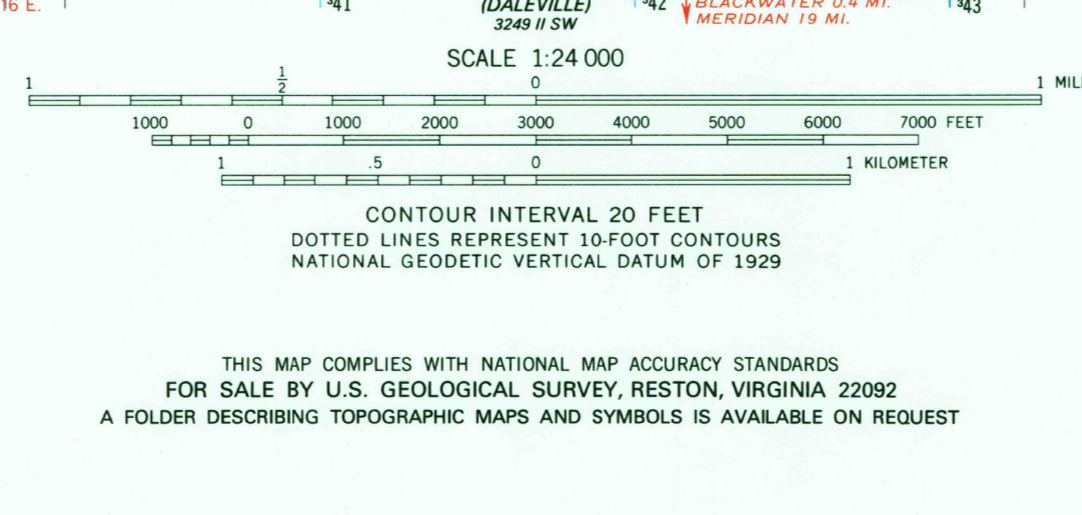 16 E.
³41
(DALEVILLE)
3249 II SW
³42
BLACKWATER 0.4 MI.
MERIDIAN 19 MI.
³43
SCALE 1:24 000
1 ½ 0 1 MIL
1000 0 1000 2000 3000 4000 5000 6000 7000 FEET
1 .5 0 1 KILOMETER
CONTOUR INTERVAL 20 FEET
DOTTED LINES REPRESENT 10-FOOT CONTOURS
NATIONAL GEODETIC VERTICAL DATUM OF 1929
THIS MAP COMPLIES WITH NATIONAL MAP ACCURACY STANDARDS
FOR SALE BY U.S. GEOLOGICAL SURVEY, RESTON, VIRGINIA 22092
A FOLDER DESCRIBING TOPOGRAPHIC MAPS AND SYMBOLS IS AVAILABLE ON REQUEST